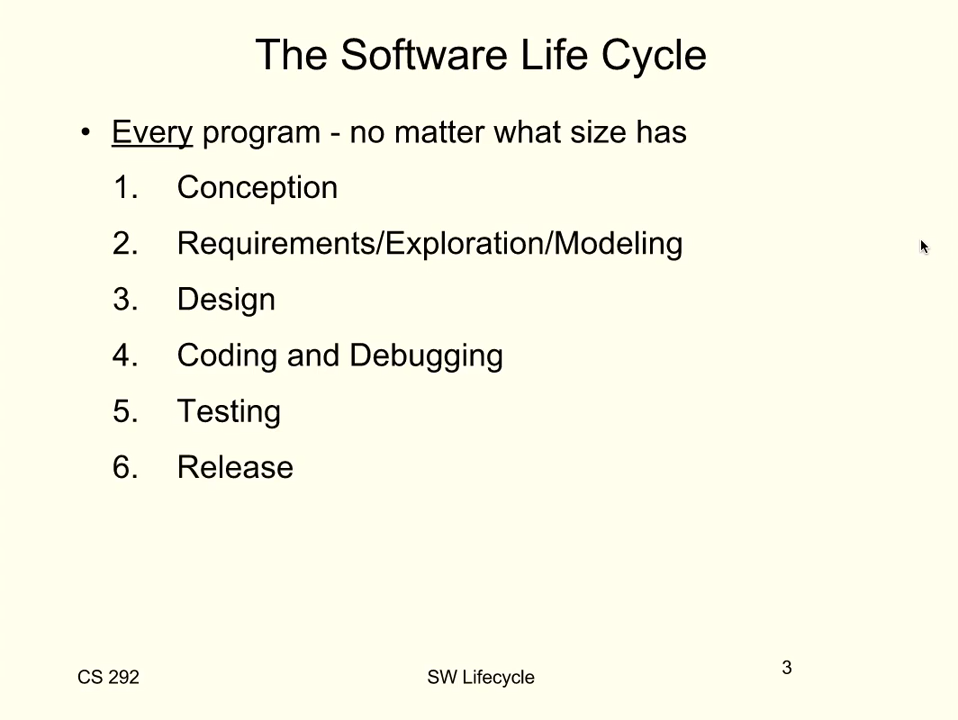 The Software Life Cycle
• Every program - no matter what size has
1. Conception
2. Requirements/Exploration/Modeling
3. Design
4. Coding and Debugging
5. Testing
6. Release
CS 292
SW Lifecycle
3